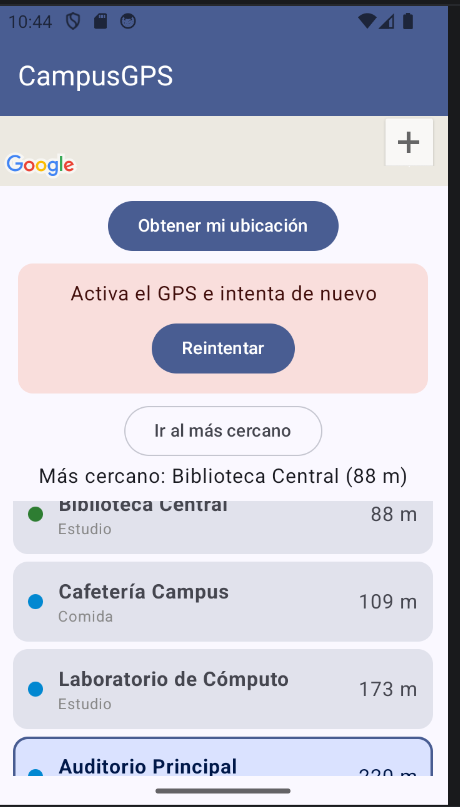 10:44
CampusGPS
+
Google
Obtener mi ubicación
Activa el GPS e intenta de nuevo
Reintentar
Ir al más cercano
Más cercano: Biblioteca Central (88 m)
Biblioteca Central
88 m
Estudio
Cafetería Campus
109 m
Comida
Laboratorio de Cómputo
173 m
Estudio
Auditorio Principal